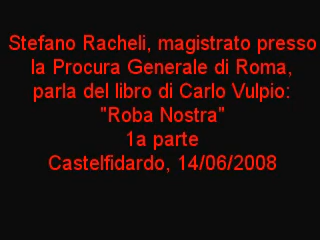 Stefano Racheli, magistrato presso
la Procura Generale di Roma,
parla del libro di Carlo Vulpio:
"Roba Nostra"
1a parte
Castelfidardo, 14/06/2008